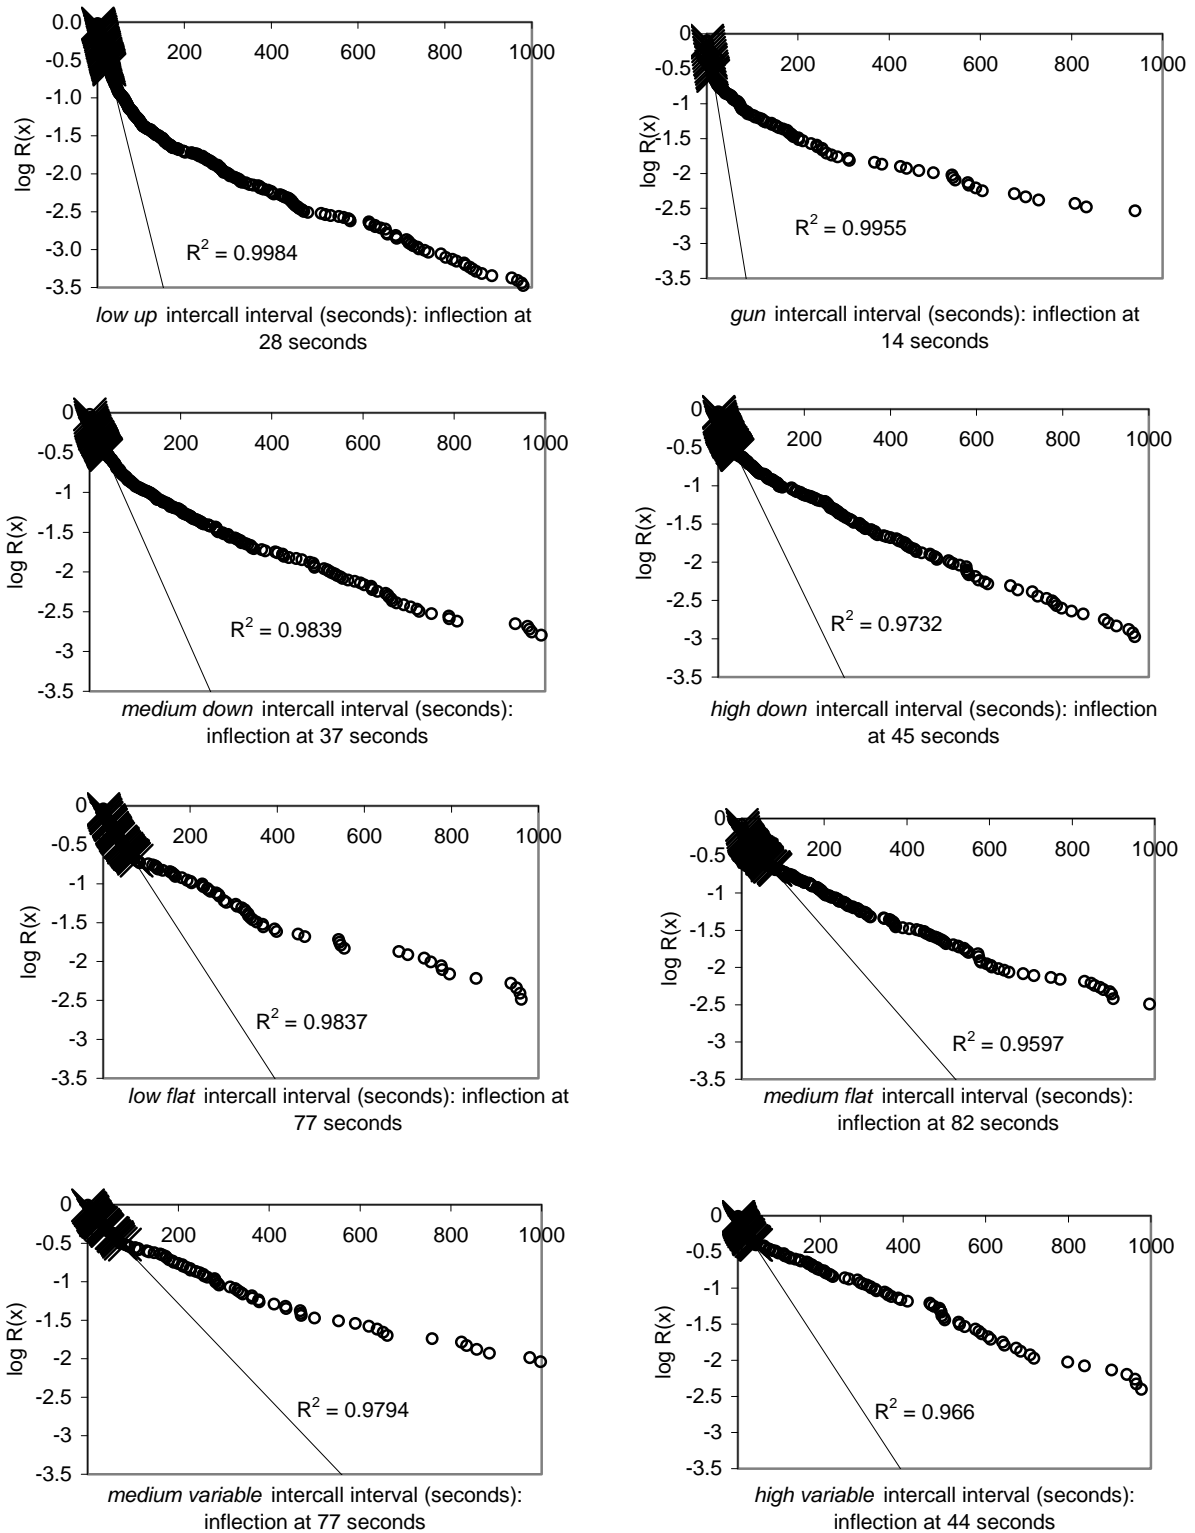 0.0
200 400 600 800 1000
-0.5
-1.0
-1.5
-2.0
-2.5
-3.0
-3.5
log R(x)
R² = 0.9984
low up intercall interval (seconds): inflection at
28 seconds
0
200 400 600 800 1000
-0.5
-1
-1.5
-2
-2.5
-3
-3.5
log R(x)
R² = 0.9955
gun intercall interval (seconds): inflection at
14 seconds
0
200 400 600 800 1000
-0.5
-1
-1.5
-2
-2.5
-3
-3.5
log R(x)
R² = 0.9839
medium down intercall interval (seconds):
inflection at 37 seconds
0
200 400 600 800 1000
-0.5
-1
-1.5
-2
-2.5
-3
-3.5
log R(x)
R² = 0.9732
high down intercall interval (seconds): inflection
at 45 seconds
0
200 400 600 800 1000
-0.5
-1
-1.5
-2
-2.5
-3
-3.5
log R(x)
R² = 0.9837
low flat intercall interval (seconds): inflection at
77 seconds
0
200 400 600 800 1000
-0.5
-1
-1.5
-2
-2.5
-3
-3.5
log R(x)
R² = 0.9597
medium flat intercall interval (seconds):
inflection at 82 seconds
0
200 400 600 800 1000
-0.5
-1
-1.5
-2
-2.5
-3
-3.5
log R(x)
R² = 0.9794
medium variable intercall interval (seconds):
inflection at 77 seconds
0
200 400 600 800 1000
-0.5
-1
-1.5
-2
-2.5
-3
-3.5
log R(x)
R² = 0.966
high variable intercall interval (seconds):
inflection at 44 seconds